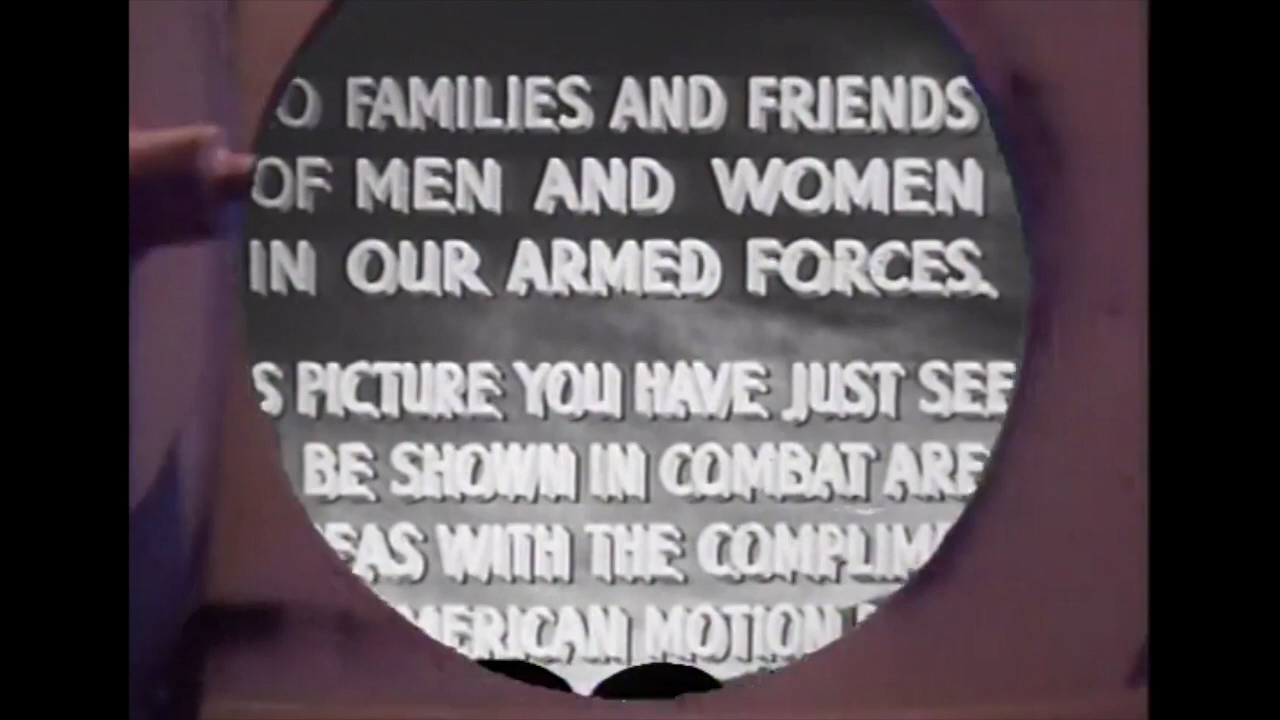 O FAMILIES AND FRIENDS
OF MEN AND WOMEN
IN OUR ARMED FORCES.
S PICTURE YOU HAVE JUST SEE
BE SHOWN IN COMBAT ARE
EAS WITH THE COMPLIM
MERICAN MOTION